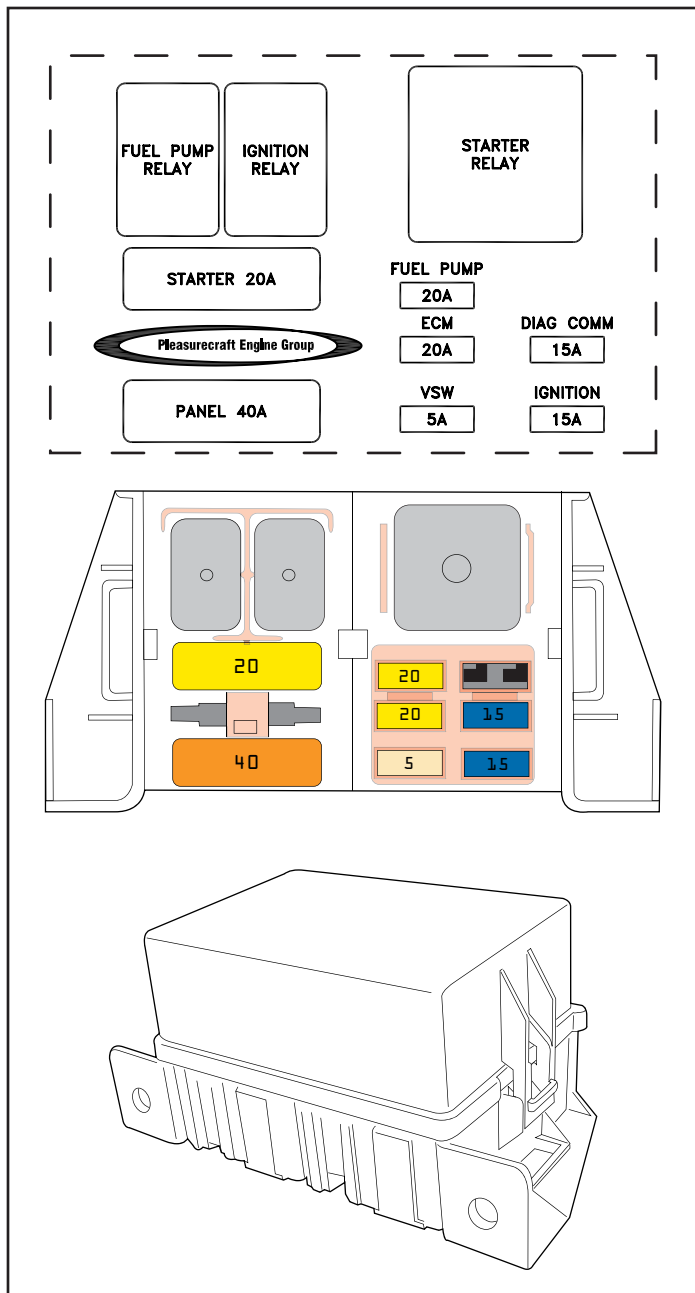 FUEL PUMP
RELAY
IGNITION
RELAY
STARTER
RELAY
STARTER 20A
FUEL PUMP
20A
ECM
20A
DIAG COMM
15A
Pleasurecraft Engine Group
PANEL 40A
VSW
5A
IGNITION
15A
20
20
20
15
40
5
15